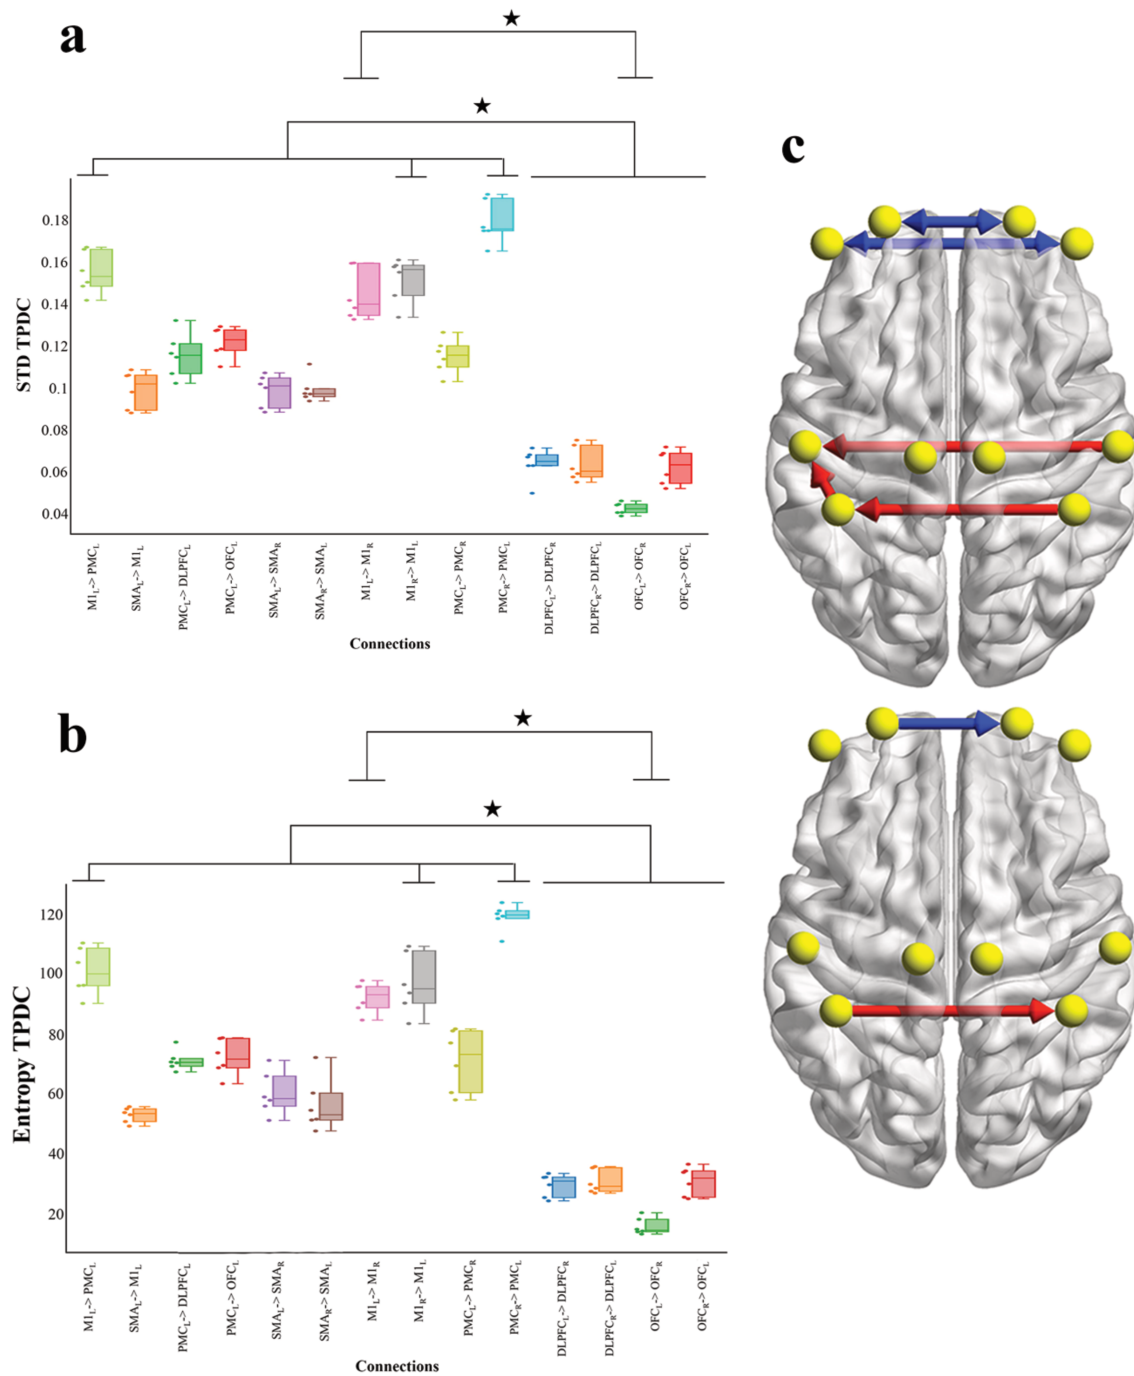 a
★
★
c
STD TPDC
0.18
0.16
0.14
0.12
0.1
0.08
0.06
0.04
M1L-> PMCL
SMAL-> M1L
PMCL-> DLPFCL
PMCL-> OFCL
SMAL-> SMAR
SMAR-> SMAL
M1L-> M1R
M1R-> M1L
PMCL-> PMCR
PMCR-> PMCL
DLPFCL-> DLPFCR
DLPFCR-> DLPFCL
OFCL-> OFCR
OFCR-> OFCL
Connections
b
★
★
Entropy TPDC
120
100
80
60
40
20
M1L-> PMCL
SMAL-> M1L
PMCL-> DLPFCL
PMCL-> OFCL
SMAL-> SMAR
SMAR-> SMAL
M1L-> M1R
M1R-> M1L
PMCL-> PMCR
PMCR-> PMCL
DLPFCL-> DLPFCR
DLPFCR-> DLPFCL
OFCL-> OFCR
OFCR-> OFCL
Connections